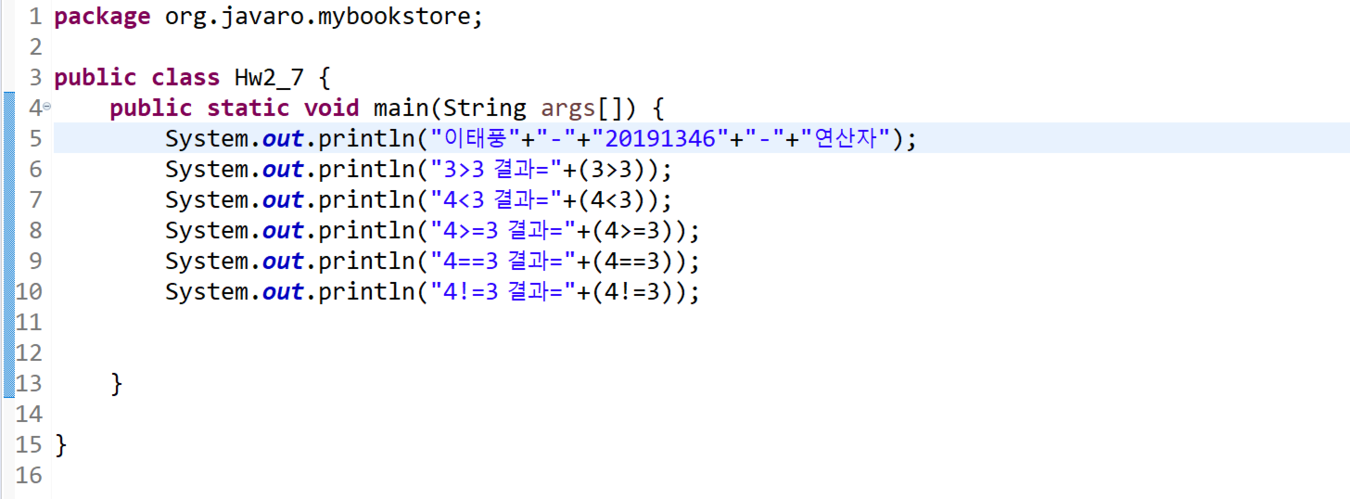 1 package org.javaro.mybookstore;
2
3 public class Hw2_7 {
4 public static void main(String args[]) {
5 System.out.println("이태풍"+"-"+"20191346"+"-"+"연산자");
6 System.out.println("3>3 결과="+(3>3));
7 System.out.println("4<3 결과="+(4<3));
8 System.out.println("4>=3 결과="+(4>=3));
9 System.out.println("4==3 결과="+(4==3));
10 System.out.println("4!=3 결과="+(4!=3));
11
12
13 }
14
15 }
16